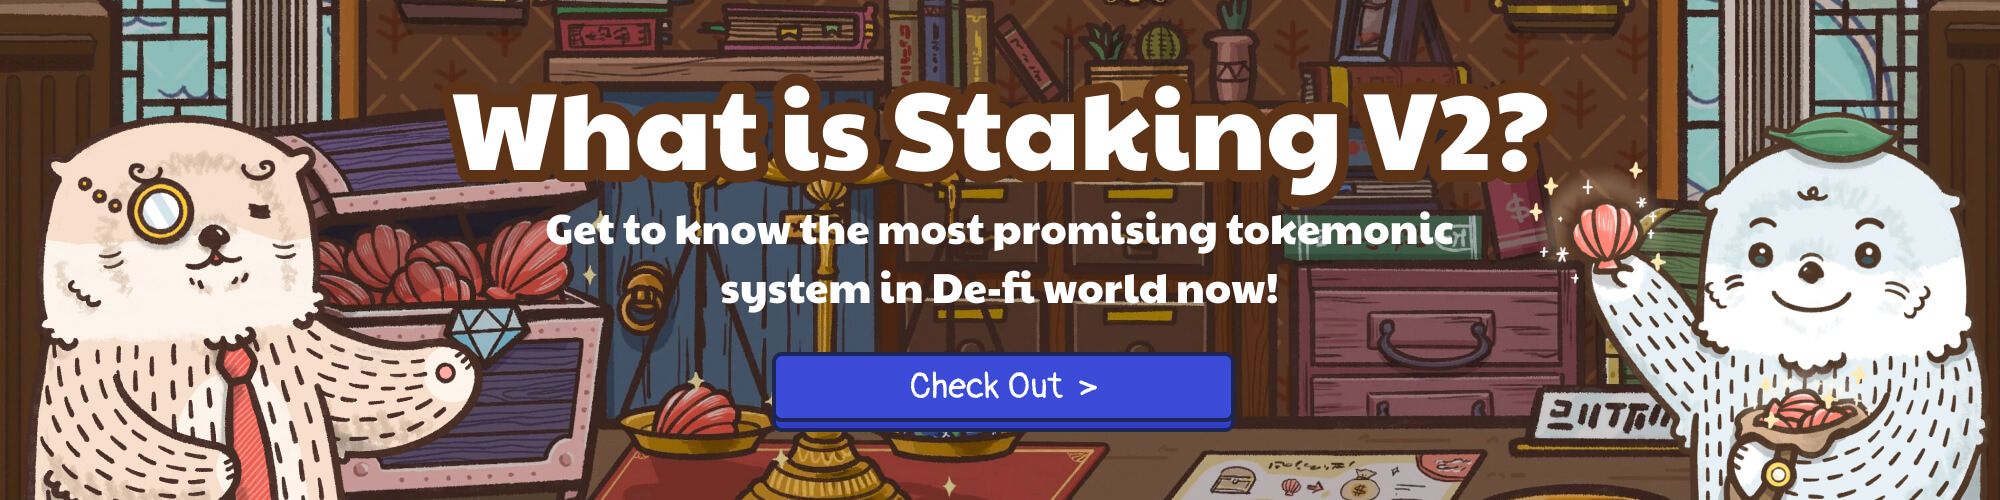 What is Staking V2?
Get to know the most promising tokemonic
system in De-fi world now!
Check Out >